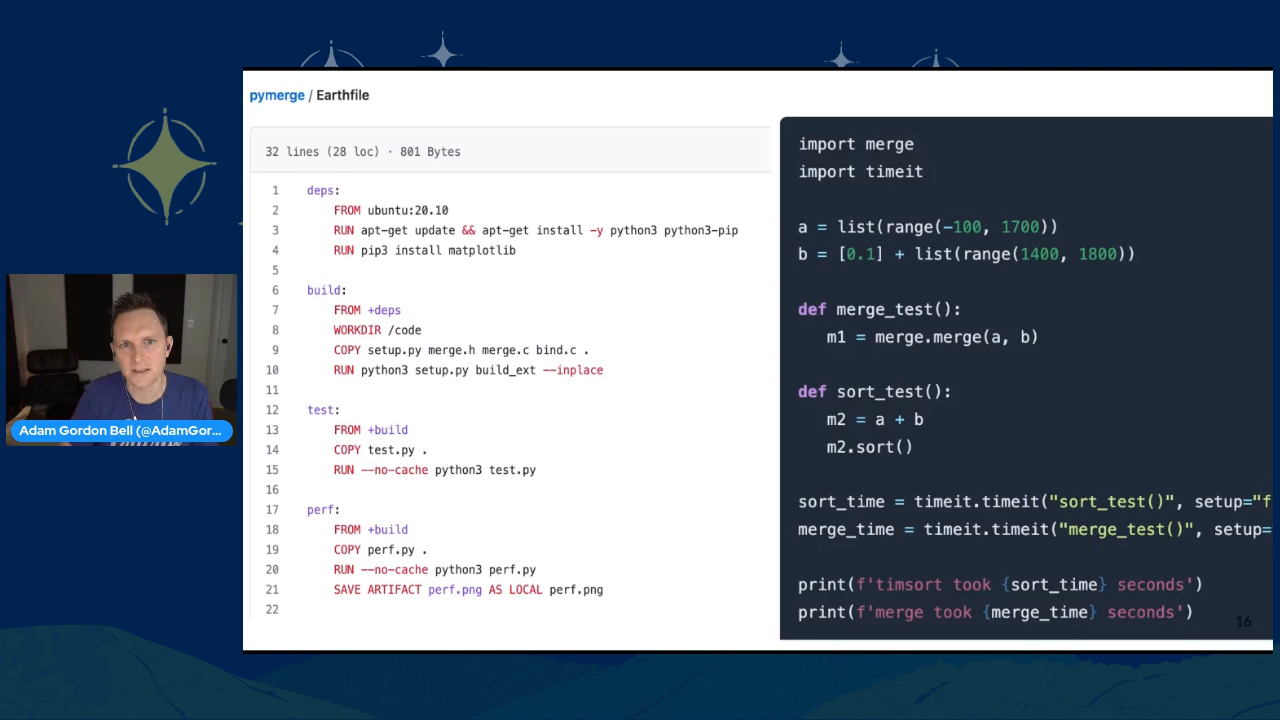 pymerge / Earthfile
32 lines (28 loc) · 801 Bytes
1 deps:
2 FROM ubuntu:20.10
3 RUN apt-get update && apt-get install -y python3 python3-pip
4 RUN pip3 install matplotlib
5
6 build:
7 FROM +deps
8 WORKDIR /code
9 COPY setup.py merge.h merge.c bind.c .
10 RUN python3 setup.py build_ext --inplace
11
12 test:
13 FROM +build
14 COPY test.py .
15 RUN --no-cache python3 test.py
16
17 perf:
18 FROM +build
19 COPY perf.py .
20 RUN --no-cache python3 perf.py
21 SAVE ARTIFACT perf.png AS LOCAL perf.png
22
import merge
import timeit
a = list(range(-100, 1700))
b = [0.1] + list(range(1400, 1800))
def merge_test():
m1 = merge.merge(a, b)
def sort_test():
m2 = a + b
m2.sort()
sort_time = timeit.timeit("sort_test()", setup="f
merge_time = timeit.timeit("merge_test()", setup=
print(f'timsort took {sort_time} seconds')
print(f'merge took {merge_time} seconds')
16
Adam Gordon Bell (@AdamGor...